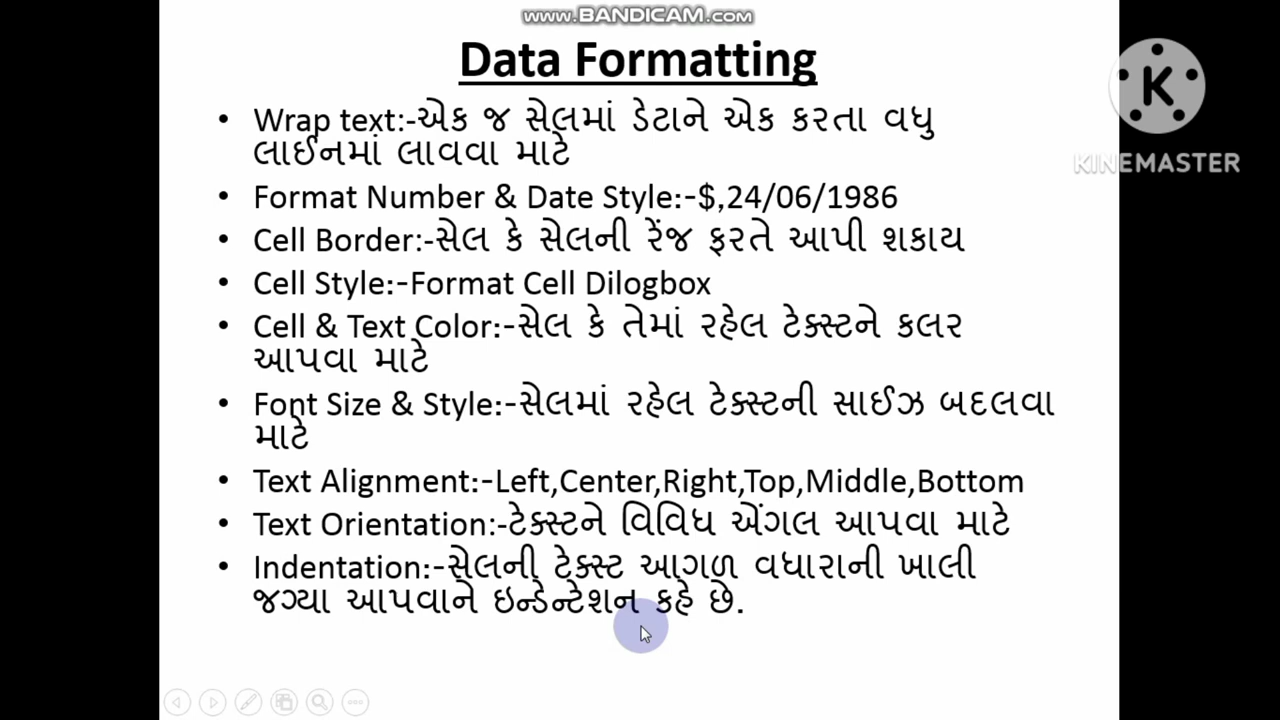 www.BANDICAM.com
Data Formatting
K
KINEMASTER
• Wrap text:-એક જ સેલમાં ડેટાને એક કરતા વધુ
લાઈનમાં લાવવા માટે
• Format Number & Date Style:-$,24/06/1986
• Cell Border:-સેલ કે સેલની રેંજ ફરતે આપી શકાય
• Cell Style:-Format Cell Dilogbox
• Cell & Text Color:-સેલ કે તેમાં રહેલ ટેક્સ્ટને કલર
આપવા માટે
• Font Size & Style:-સેલમાં રહેલ ટેક્સ્ટની સાઈઝ બદલવા
માટે
• Text Alignment:-Left,Center,Right,Top,Middle,Bottom
• Text Orientation:-ટેક્સ્ટને વિવિધ એંગલ આપવા માટે
• Indentation:-સેલની ટેક્સ્ટ આગળ વધારાની ખાલી
જગ્યા આપવાને ઇન્ડેન્ટેશન કહે છે.